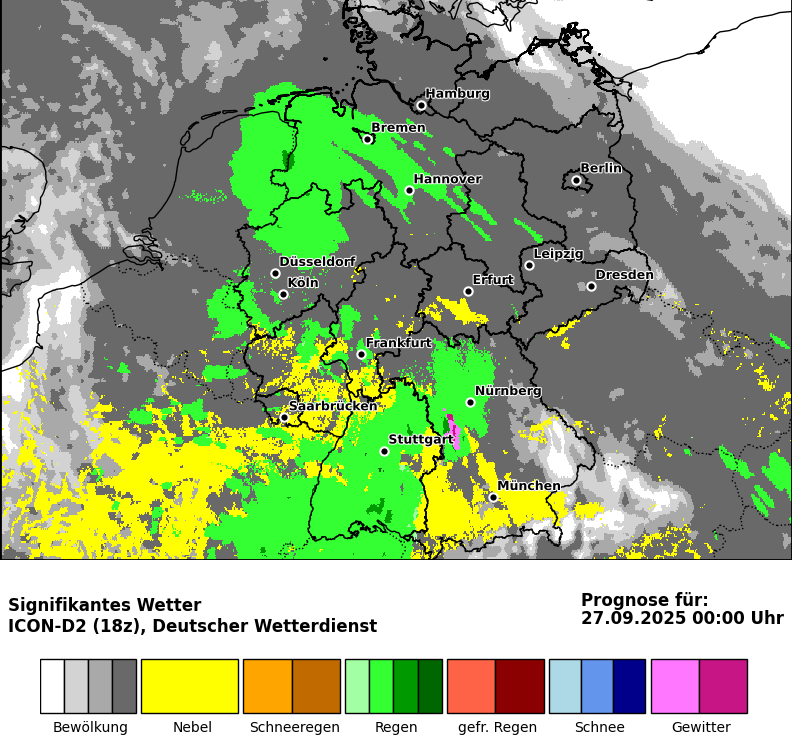 Hamburg
Bremen
Berlin
Hannover
Leipzig
Düsseldorf
Dresden
Köln
Erfurt
Frankfurt
Nürnberg
Saarbrücken
Stuttgart
München
Signifikantes Wetter
ICON-D2 (18z), Deutscher Wetterdienst
Prognose für:
27.09.2025 00:00 Uhr
Bewölkung Nebel Schneeregen Regen gefr. Regen Schnee Gewitter